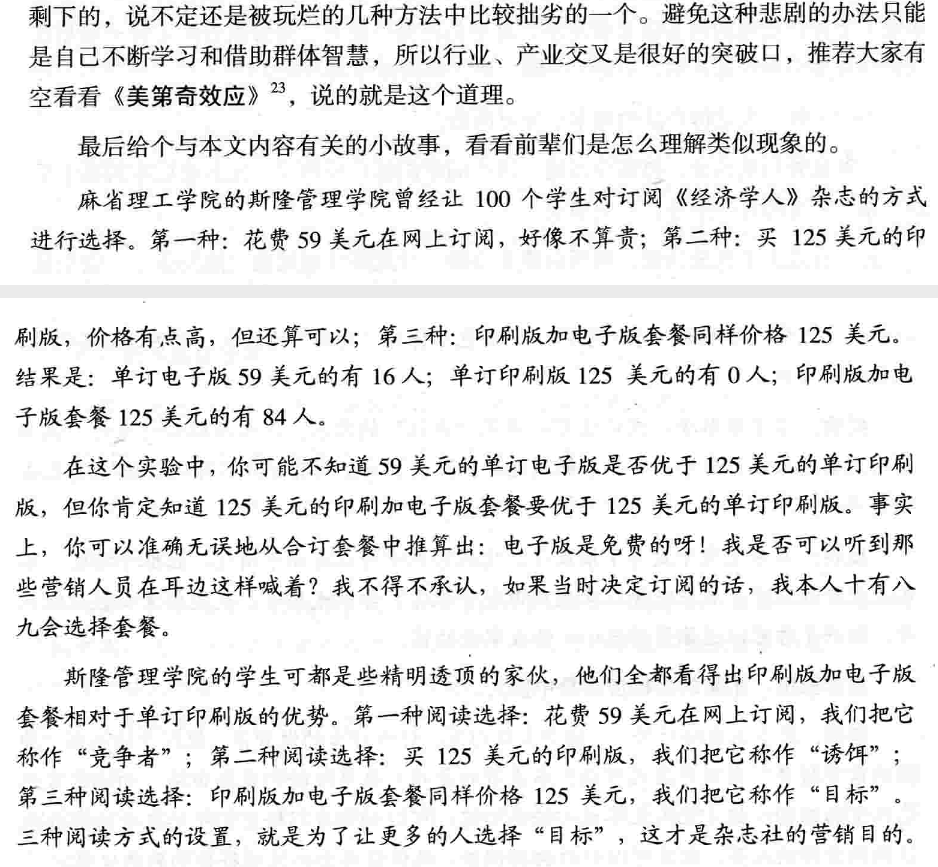 剩下的，说不定还是被玩烂的几种方法中比较拙劣的一个。避免这种悲剧的办法只能
是自己不断学习和借助群体智慧，所以行业、产业交叉是很好的突破口，推荐大家有
空看看《美第奇效应》23，说的就是这个道理。
最后给个与本文内容有关的小故事，看看前辈们是怎么理解类似现象的。
麻省理工学院的斯隆管理学院曾经让 100 个学生对订阅《经济学人》杂志的方式
进行选择。第一种：花费 59 美元在网上订阅，好像不算贵；第二种：买 125 美元的印
刷版，价格有点高，但还算可以；第三种：印刷版加电子版套餐同样价格 125 美元。
结果是：单订电子版 59 美元的有 16 人；单订印刷版 125 美元的有 0 人；印刷版加电
子版套餐 125 美元的有 84 人。
在这个实验中，你可能不知道 59 美元的单订电子版是否优于 125 美元的单订印刷
版，但你肯定知道 125 美元的印刷加电子版套餐要优于 125 美元的单订印刷版。事实
上，你可以准确无误地从合订套餐中推算出：电子版是免费的呀！我是否可以听到那
些营销人员在耳边这样喊着？我不得不承认，如果当时决定订阅的话，我本人十有八
九会选择套餐。
斯隆管理学院的学生可都是些精明透顶的家伙，他们全都看得出印刷版加电子版
套餐相对于单订印刷版的优势。第一种阅读选择：花费 59 美元在网上订阅，我们把它
称作“竞争者”；第二种阅读选择：买 125 美元的印刷版，我们把它称作“诱饵”；
第三种阅读选择：印刷版加电子版套餐同样价格 125 美元，我们把它称作“目标”。
三种阅读方式的设置，就是为了让更多的人选择“目标”，这才是杂志社的营销目的。